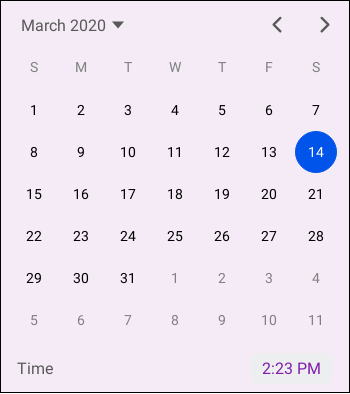 March 2020
S M T W T F S
1 2 3 4 5 6 7
8 9 10 11 12 13 14
15 16 17 18 19 20 21
22 23 24 25 26 27 28
29 30 31 1 2 3 4
5 6 7 8 9 10 11
Time 2:23 PM